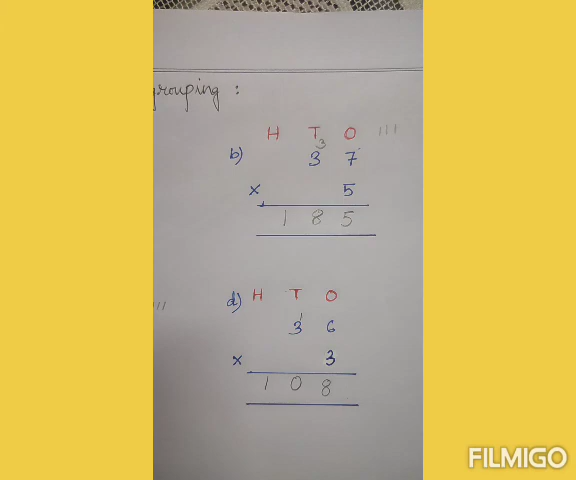 grouping :
H T O
3
b) 3 7
x 5
1 8 5
d) H T O
1
3 6
x 3
1 0 8
FILMIGO